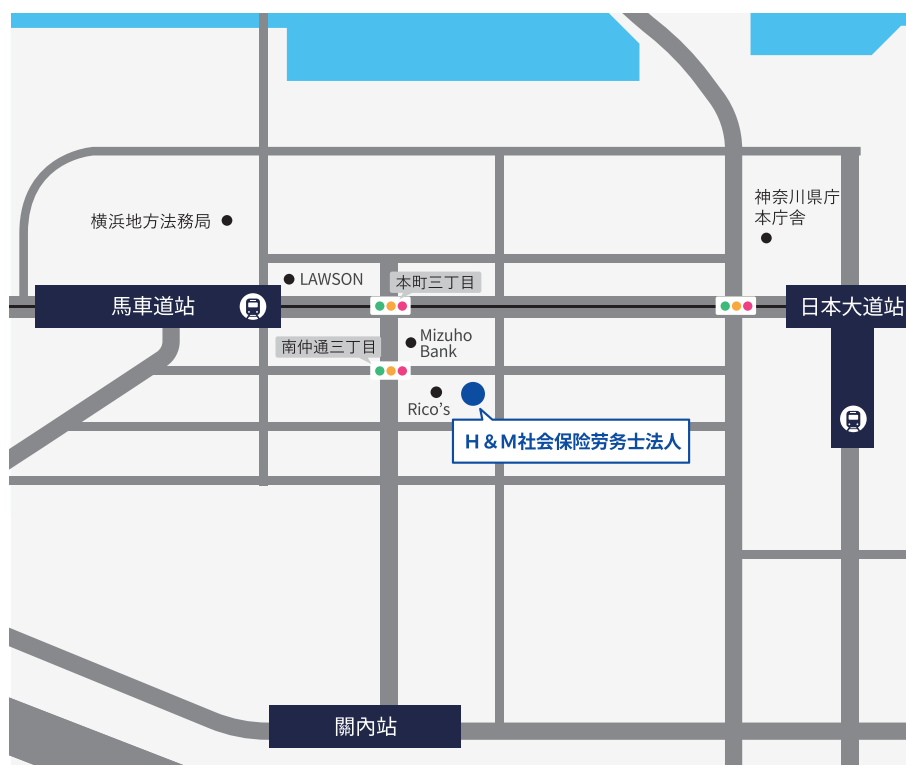 神奈川県庁
本庁舎
横浜地方法務局
LAWSON
本町三丁目
馬車道站
日本大道站
Mizuho
Bank
南仲通三丁目
Rico's
H&M社会保険労務士法人
關內站